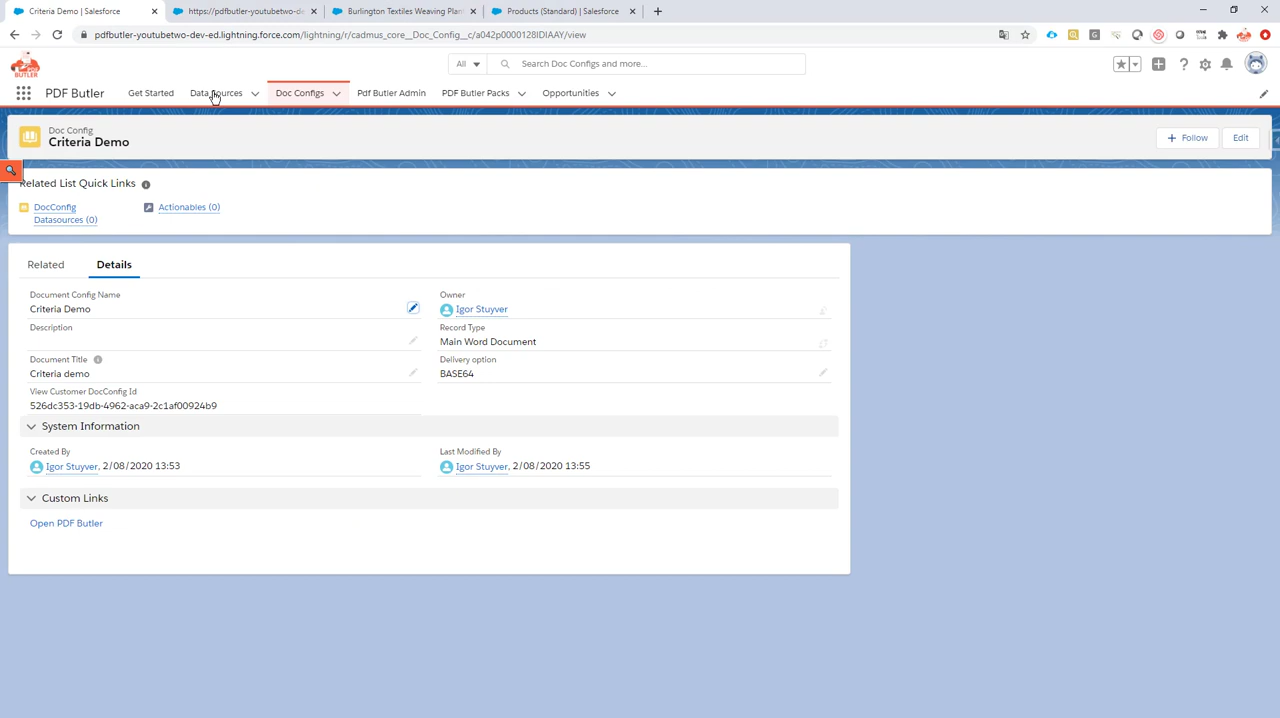 Criteria Demo | Salesforce
https://pdfbutler-youtubetwo-de
Burlington Textiles Weaving Plan
Products (Standard) | Salesforce
pdfbutler-youtubetwo-dev-ed.lightning.force.com/lightning/r/cadmus_core__Doc_Config__c/a042p0000128IDIAAY/view
PDF BUTLER
All
Search Doc Configs and more...
PDF Butler
Get Started
Data Sources
Doc Configs
Pdf Butler Admin
PDF Butler Packs
Opportunities
Doc Config
Criteria Demo
Follow
Edit
Related List Quick Links
DocConfig
Datasources (0)
Actionables (0)
Related
Details
Document Config Name
Criteria Demo
Owner
Igor Stuyver
Description
Record Type
Main Word Document
Document Title
Criteria demo
Delivery option
BASE64
View Customer DocConfig Id
526dc353-19db-4962-aca9-2c1af00924b9
System Information
Created By
Igor Stuyver, 2/08/2020 13:53
Last Modified By
Igor Stuyver, 2/08/2020 13:55
Custom Links
Open PDF Butler